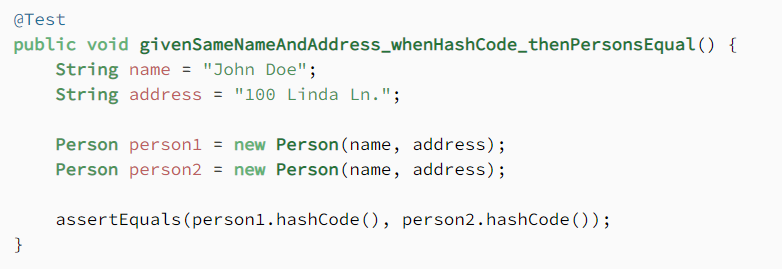 @Test
public void givenSameNameAndAddress_whenHashCode_thenPersonsEqual() {
    String name = "John Doe";
    String address = "100 Linda Ln.";

    Person person1 = new Person(name, address);
    Person person2 = new Person(name, address);

    assertEquals(person1.hashCode(), person2.hashCode());
}